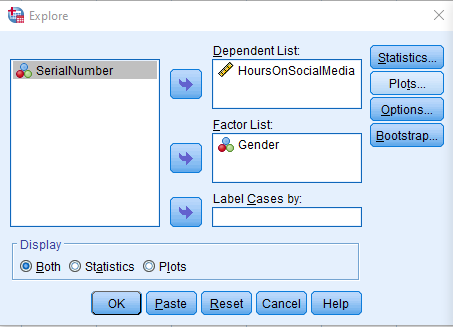 Explore
SerialNumber
Dependent List:
HoursOnSocialMedia
Factor List:
Gender
Label Cases by:
Statistics...
Plots...
Options...
Bootstrap...
Display
Both Statistics Plots
OK Paste Reset Cancel Help